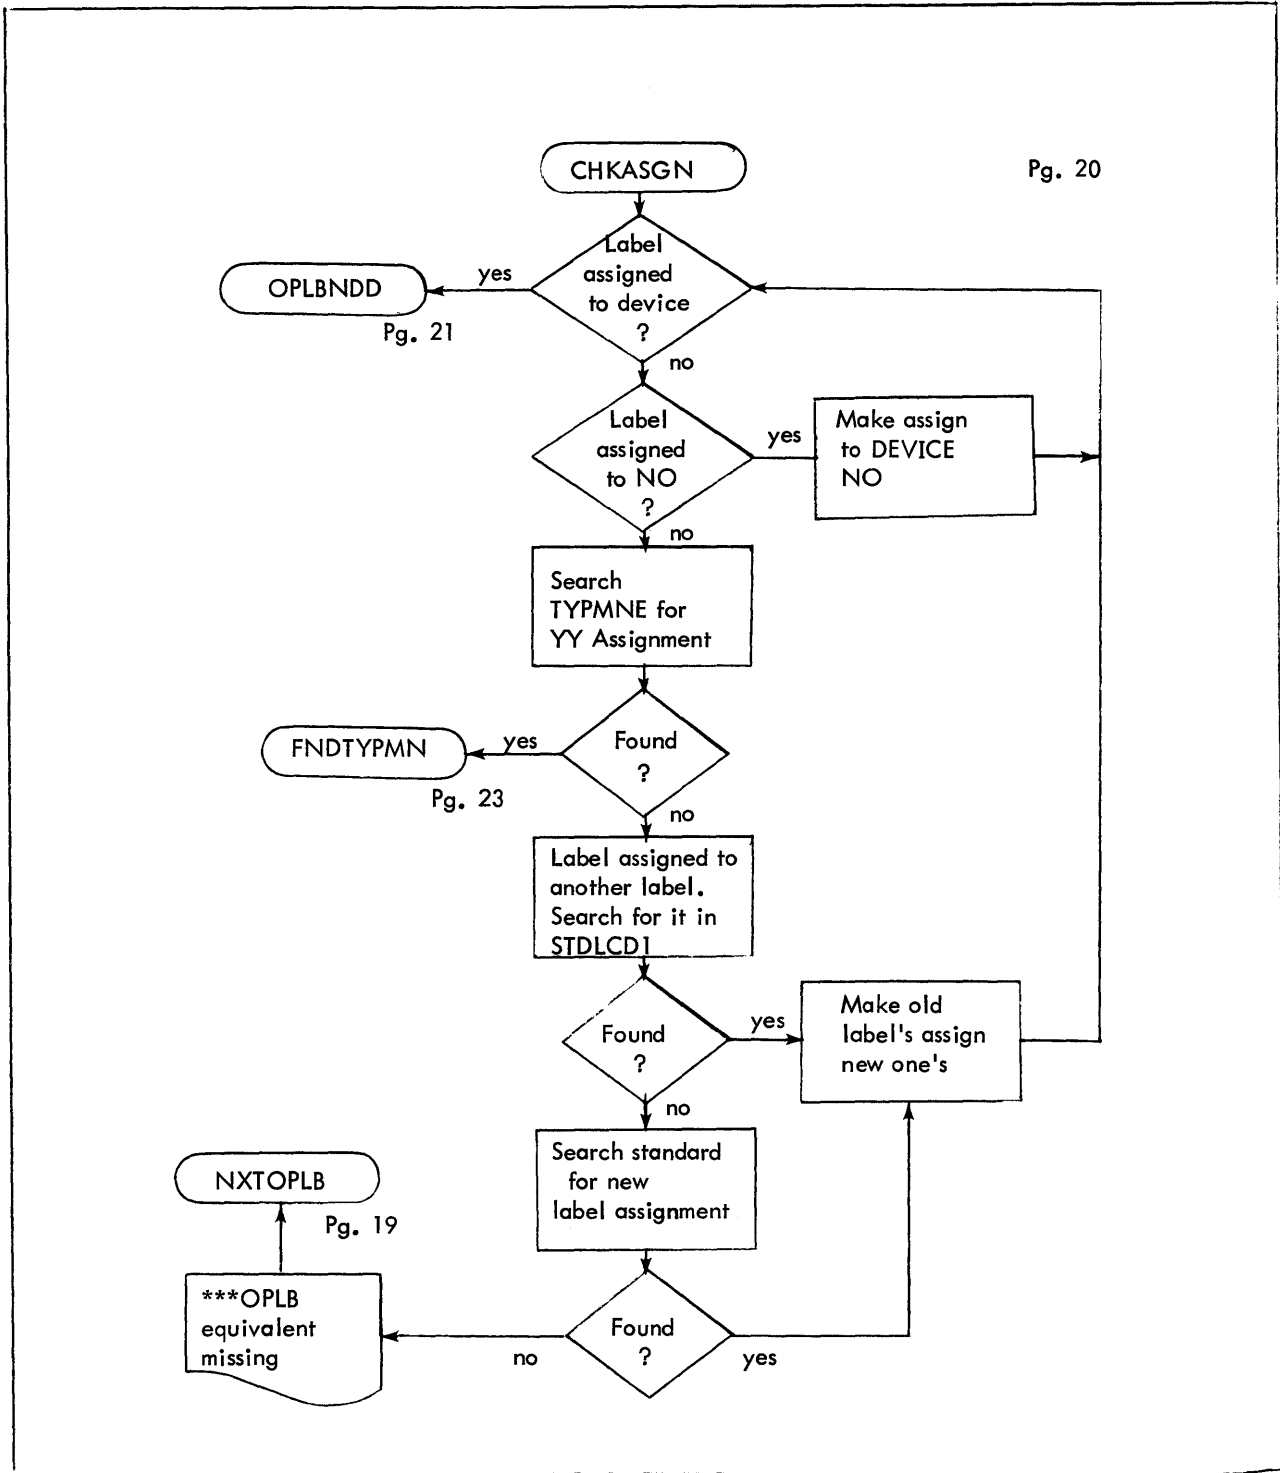 CHKASGN
Pg. 20
Label
assigned
to device
?
yes
OPLBNDD
Pg. 21
no
Label
assigned
to NO
?
yes
Make assign
to DEVICE
NO
no
Search
TYPMNE for
YY Assignment
Found
?
yes
FNDTYPMN
Pg. 23
no
Label assigned to
another label.
Search for it in
STDLCD1
Found
?
yes
Make old
label's assign
new one's
no
Search standard
for new
label assignment
NXTOPLB
Pg. 19
***OPLB
equivalent
missing
no
Found
?
yes